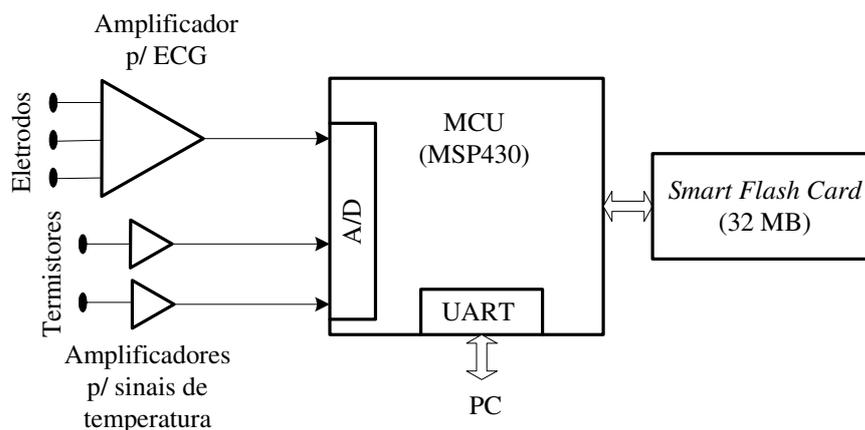 Amplificador
p/ ECG
Eletrodos
Termistores
Amplificadores
p/ sinais de
temperatura
A/D
MCU
(MSP430)
UART
PC
Smart Flash Card
(32 MB)